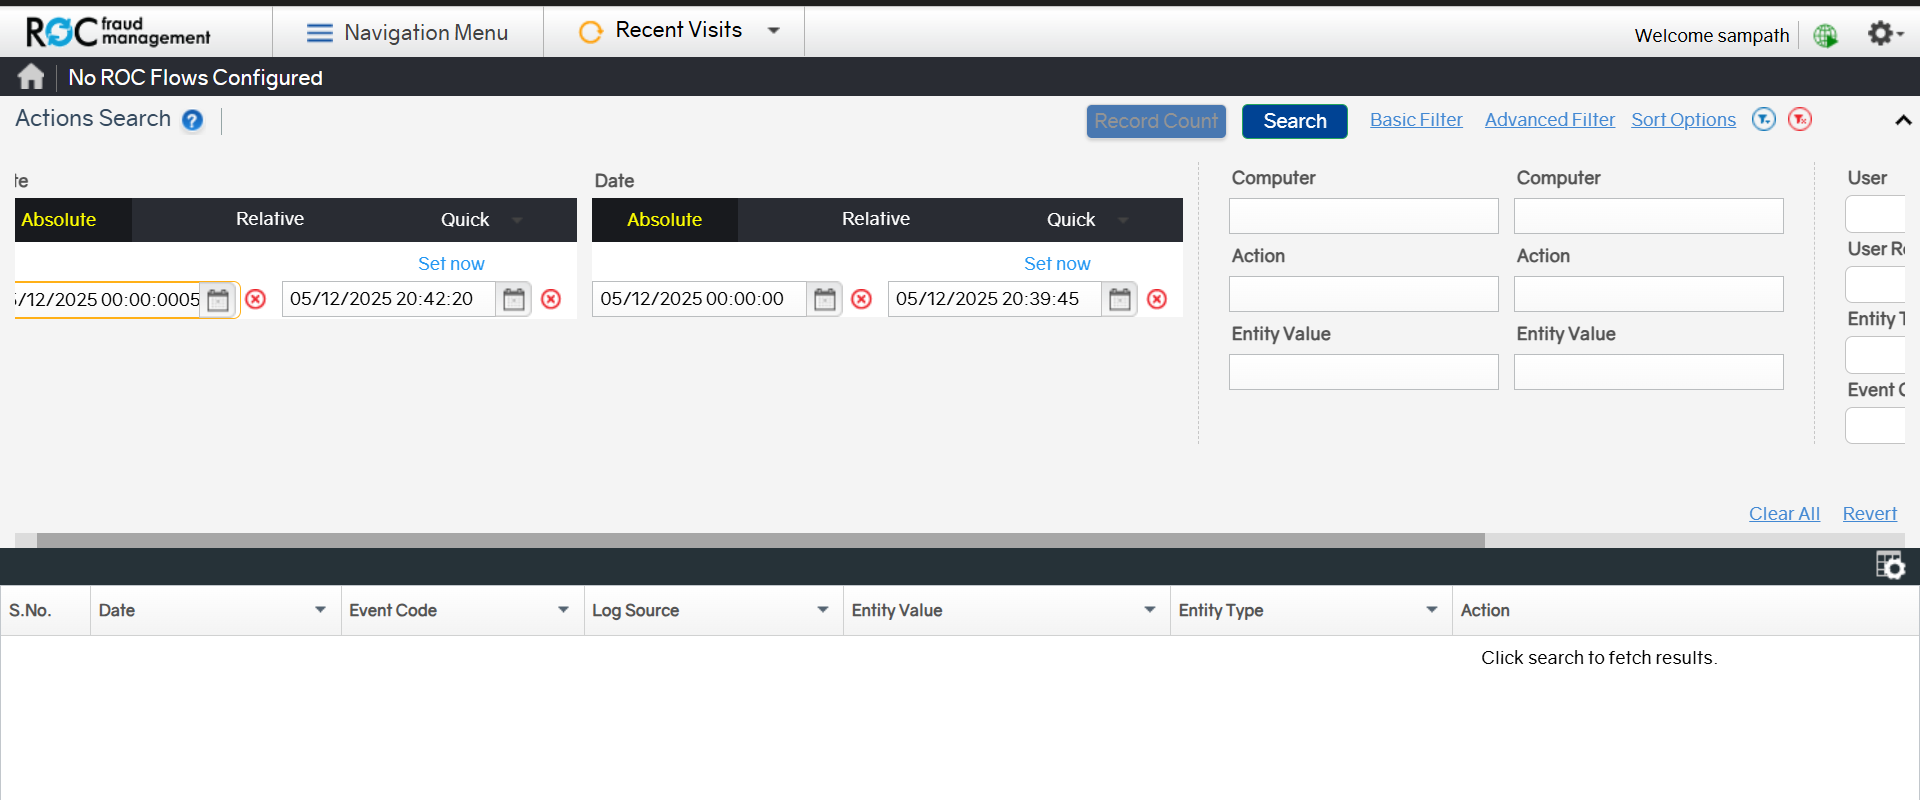 ROC fraud management
Navigation Menu
Recent Visits
Welcome sampath
No ROC Flows Configured
Actions Search
Record Count
Search
Basic Filter
Advanced Filter
Sort Options
te
Absolute
Relative
Quick
Set now
5/12/2025 00:00:0005
05/12/2025 20:42:20
Date
Absolute
Relative
Quick
Set now
05/12/2025 00:00:00
05/12/2025 20:39:45
Computer
Computer
Action
Action
Entity Value
Entity Value
User
User R
Entity T
Event C
Clear All
Revert
S.No.
Date
Event Code
Log Source
Entity Value
Entity Type
Action
Click search to fetch results.